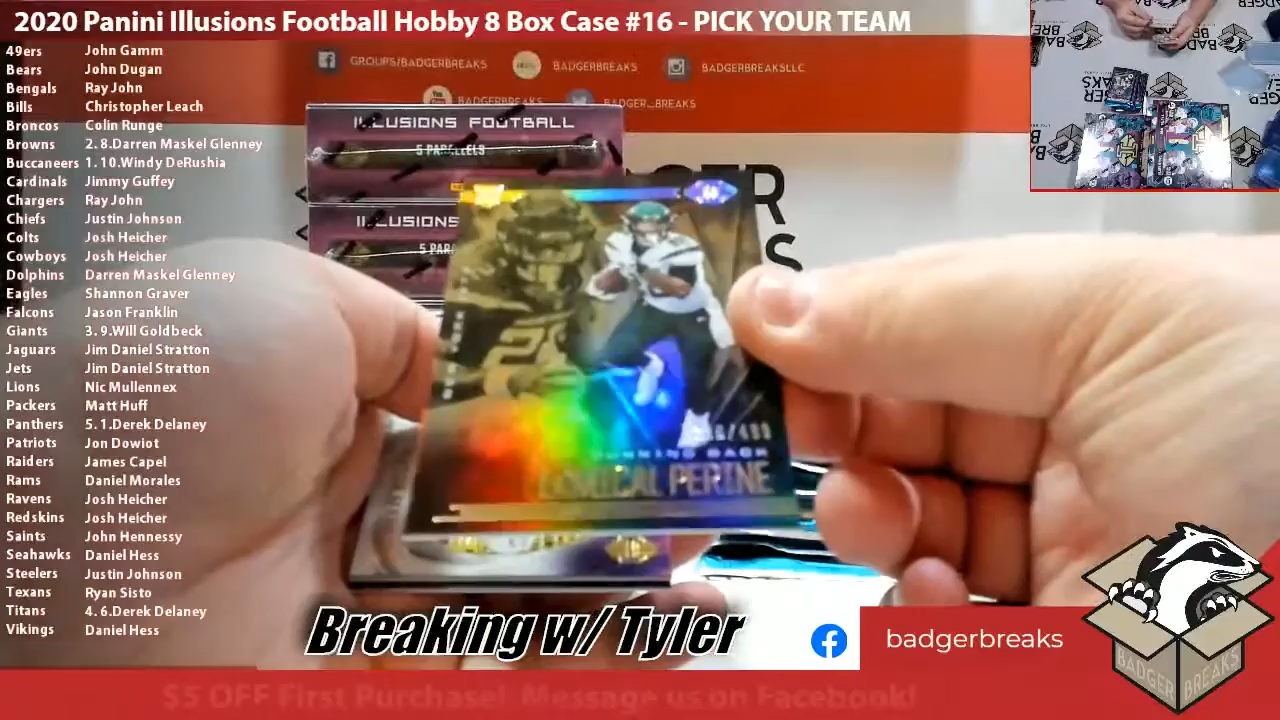 2020 Panini Illusions Football Hobby 8 Box Case #16 - PICK YOUR TEAM
49ers John Gamm
Bears John Dugan
Bengals Ray John
Bills Christopher Leach
Broncos Colin Runge
Browns 2. 8.Darren Maskel Glenney
Buccaneers 1. 10.Windy DeRushia
Cardinals Jimmy Guffey
Chargers Ray John
Chiefs Justin Johnson
Colts Josh Heicher
Cowboys Josh Heicher
Dolphins Darren Maskel Glenney
Eagles Shannon Graver
Falcons Jason Franklin
Giants 3. 9.Will Goldbeck
Jaguars Jim Daniel Stratton
Jets Jim Daniel Stratton
Lions Nic Mullennex
Packers Matt Huff
Panthers 5. 1.Derek Delaney
Patriots Jon Dowiot
Raiders James Capel
Rams Daniel Morales
Ravens Josh Heicher
Redskins Josh Heicher
Saints John Hennessy
Seahawks Daniel Hess
Steelers Justin Johnson
Texans Ryan Sisto
Titans 4. 6.Derek Delaney
Vikings Daniel Hess
GROUPS/BADGERBREAKS BADGERBREAKS BADGERBREAKSLLC
BADGERBREAKS BADGER_BREAKS
ILLUSIONS FOOTBALL
5 PARALLELS
ILLUSIONS
RUNNING BACK
PERINE
Breaking w/ Tyler
badgerbreaks
BADGER BREAKS
$5 OFF First Purchase! Message us on Facebook!